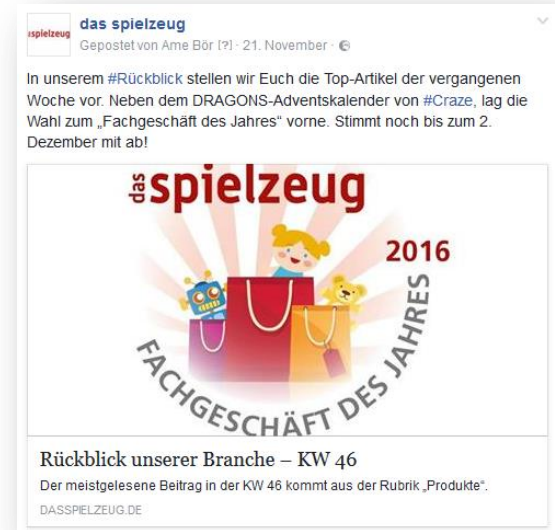 das spielzeug
spielzeug
Gepostet von Ame Bör [?] · 21. November ·
In unserem #Rückblick stellen wir Euch die Top-Artikel der vergangenen
Woche vor. Neben dem DRAGONS-Adventskalender von #Craze, lag die
Wahl zum „Fachgeschäft des Jahres“ vorne. Stimmt noch bis zum 2.
Dezember mit ab!
das spielzeug
2016
FACHGESCHÄFT DES JAHRES
Rückblick unserer Branche – KW 46
Der meistgelesene Beitrag in der KW 46 kommt aus der Rubrik „Produkte“.
DASSPIELZEUG.DE